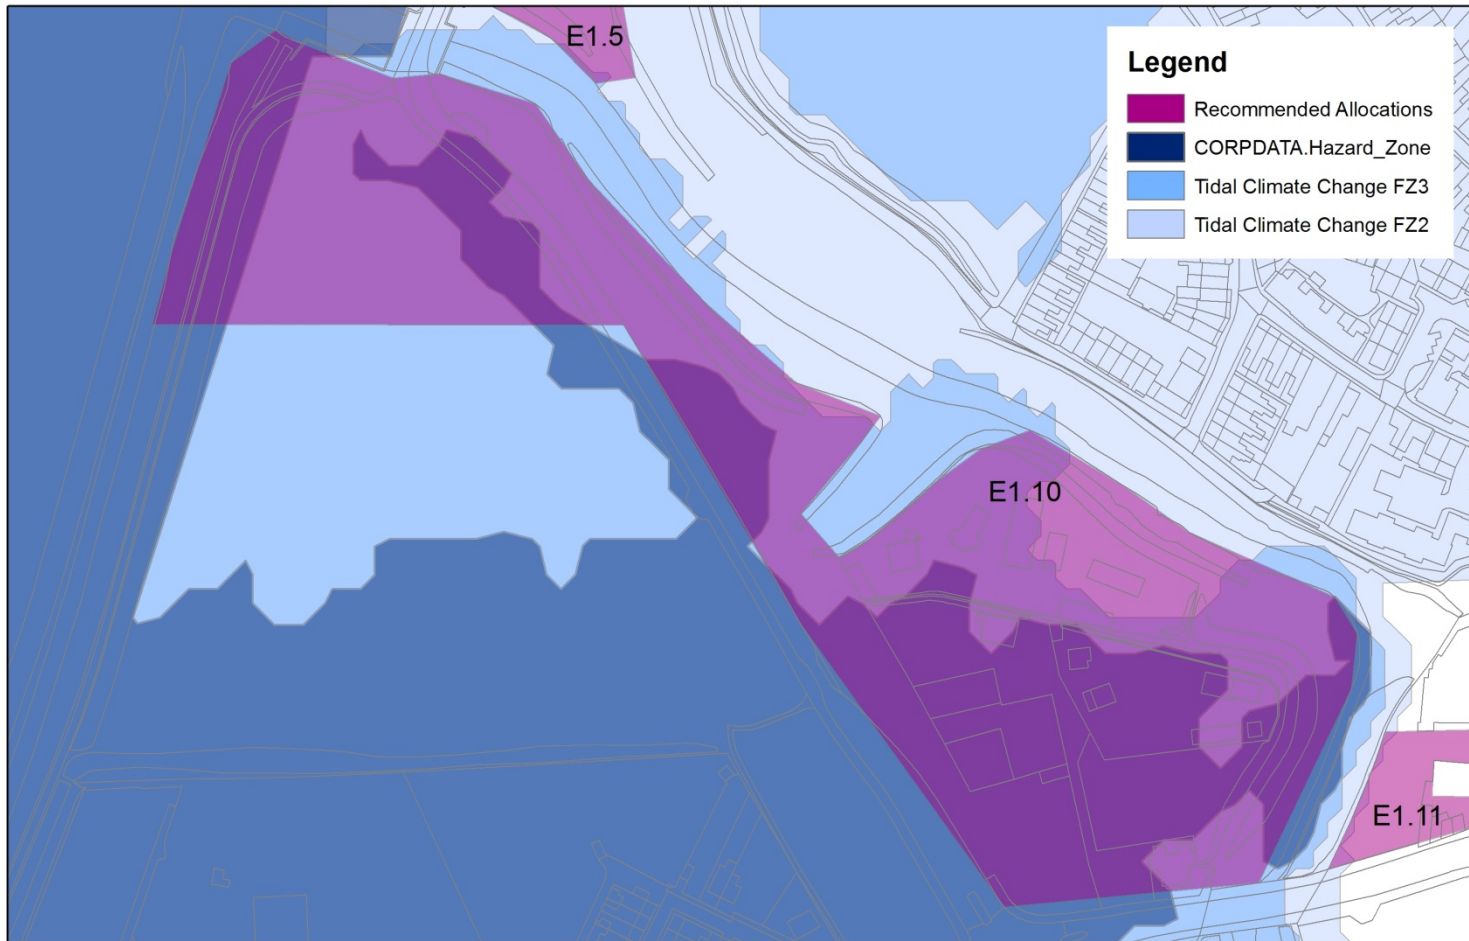 E1.5
Legend
Recommended Allocations
CORPDATA.Hazard_Zone
Tidal Climate Change FZ3
Tidal Climate Change FZ2
E1.10
E1.11